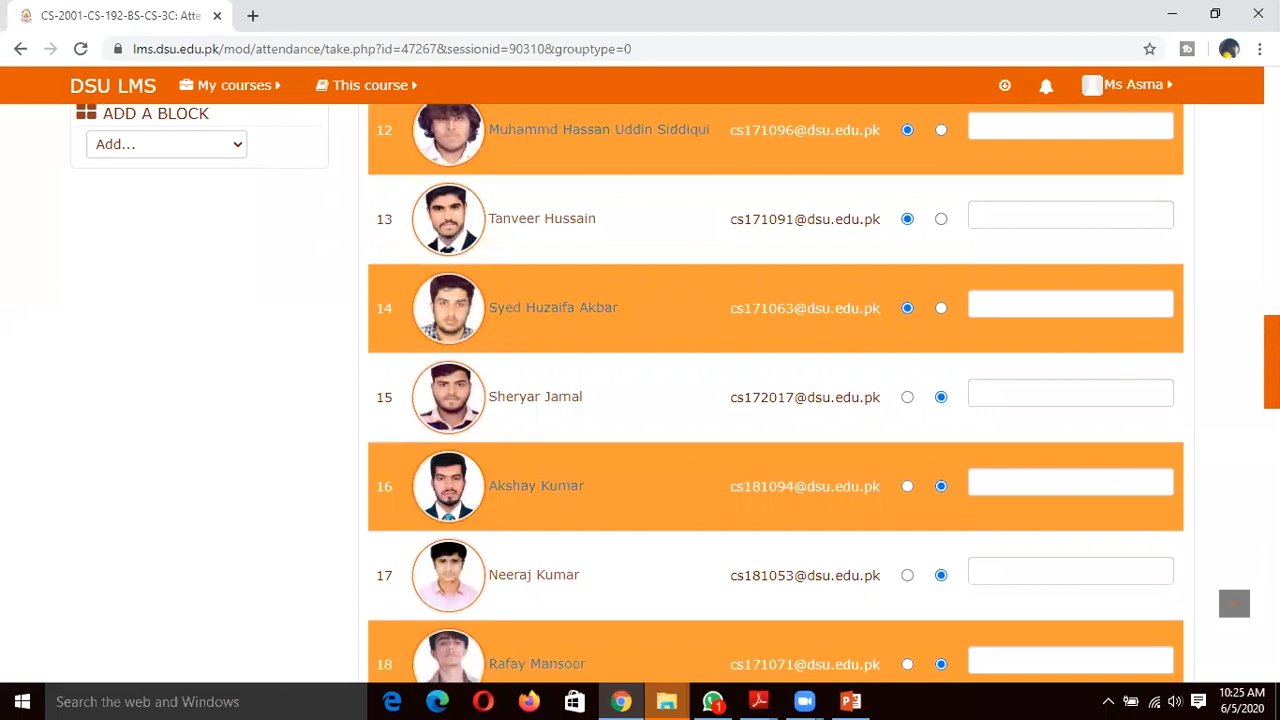 CS-2001-CS-192-BS-CS-3C: Atte
lms.dsu.edu.pk/mod/attendance/take.php?id=47267&sessionid=90310&grouptype=0
DSU LMS My courses This course Ms Asma
ADD A BLOCK
Add...
12 Muhammd Hassan Uddin Siddiqui cs171096@dsu.edu.pk
13 Tanveer Hussain cs171091@dsu.edu.pk
14 Syed Huzaifa Akbar cs171063@dsu.edu.pk
15 Sheryar Jamal cs172017@dsu.edu.pk
16 Akshay Kumar cs181094@dsu.edu.pk
17 Neeraj Kumar cs181053@dsu.edu.pk
18 Rafay Mansoor cs171071@dsu.edu.pk
Search the web and Windows
1
10:25 AM
6/5/2020